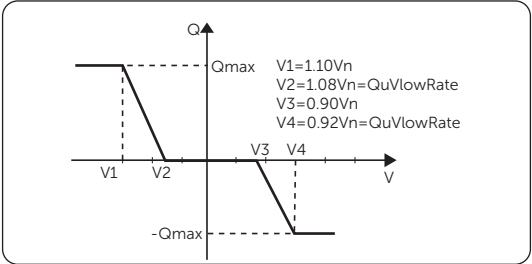 Q
Qmax
V1=1.10Vn
V2=1.08Vn=QuVlowRate
V3=0.90Vn
V4=0.92Vn=QuVlowRate
V3 V4
V1 V2
V
-Qmax